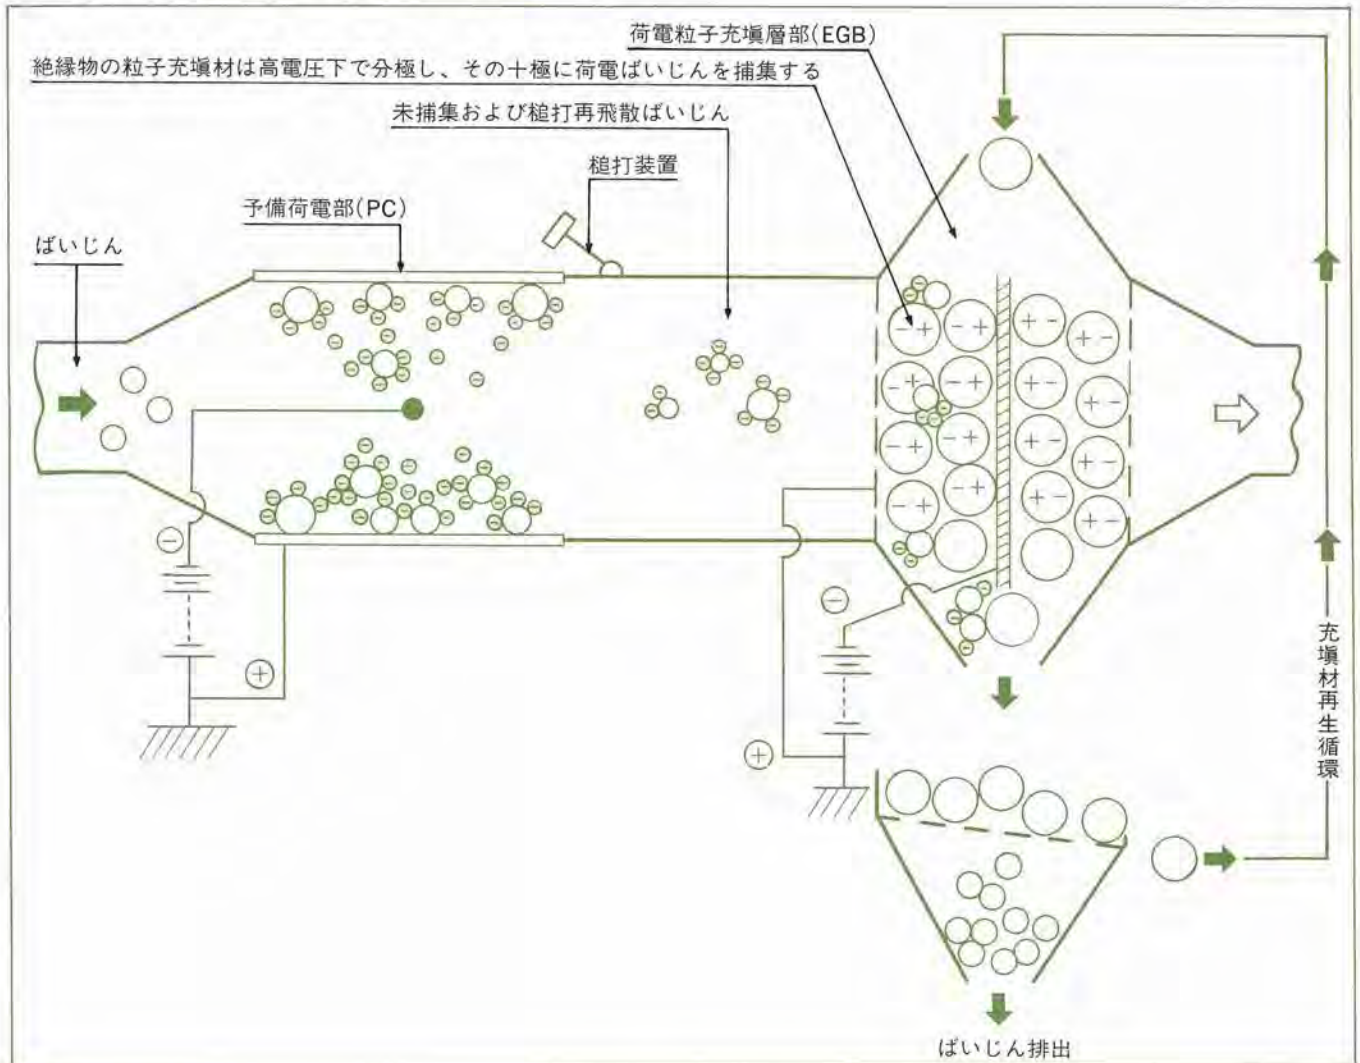 荷電粒子充塡層部(EGB)
絶縁物の粒子充塡材は高電圧下で分極し、その十極に荷電ばいじんを捕集する
未捕集および槌打再飛散ばいじん
槌打装置
予備荷電部(PC)
ばいじん
充塡材再生循環
ばいじん排出